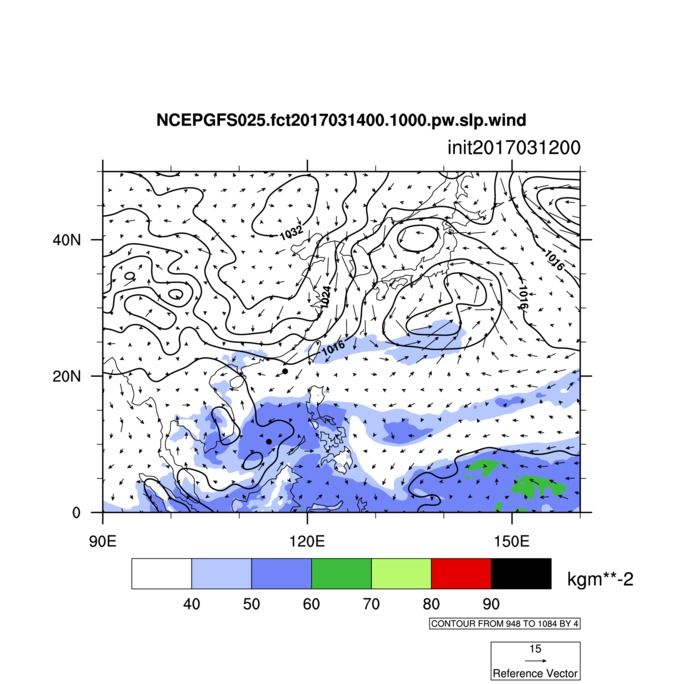 NCEPGFS025.fct2017031400.1000.pw.slp.wind
init2017031200
1032
40N
1016
1024
1016
1016
20N
0
90E 120E 150E
40 50 60 70 80 90
kgm**-2
CONTOUR FROM 948 TO 1084 BY 4
15
Reference Vector